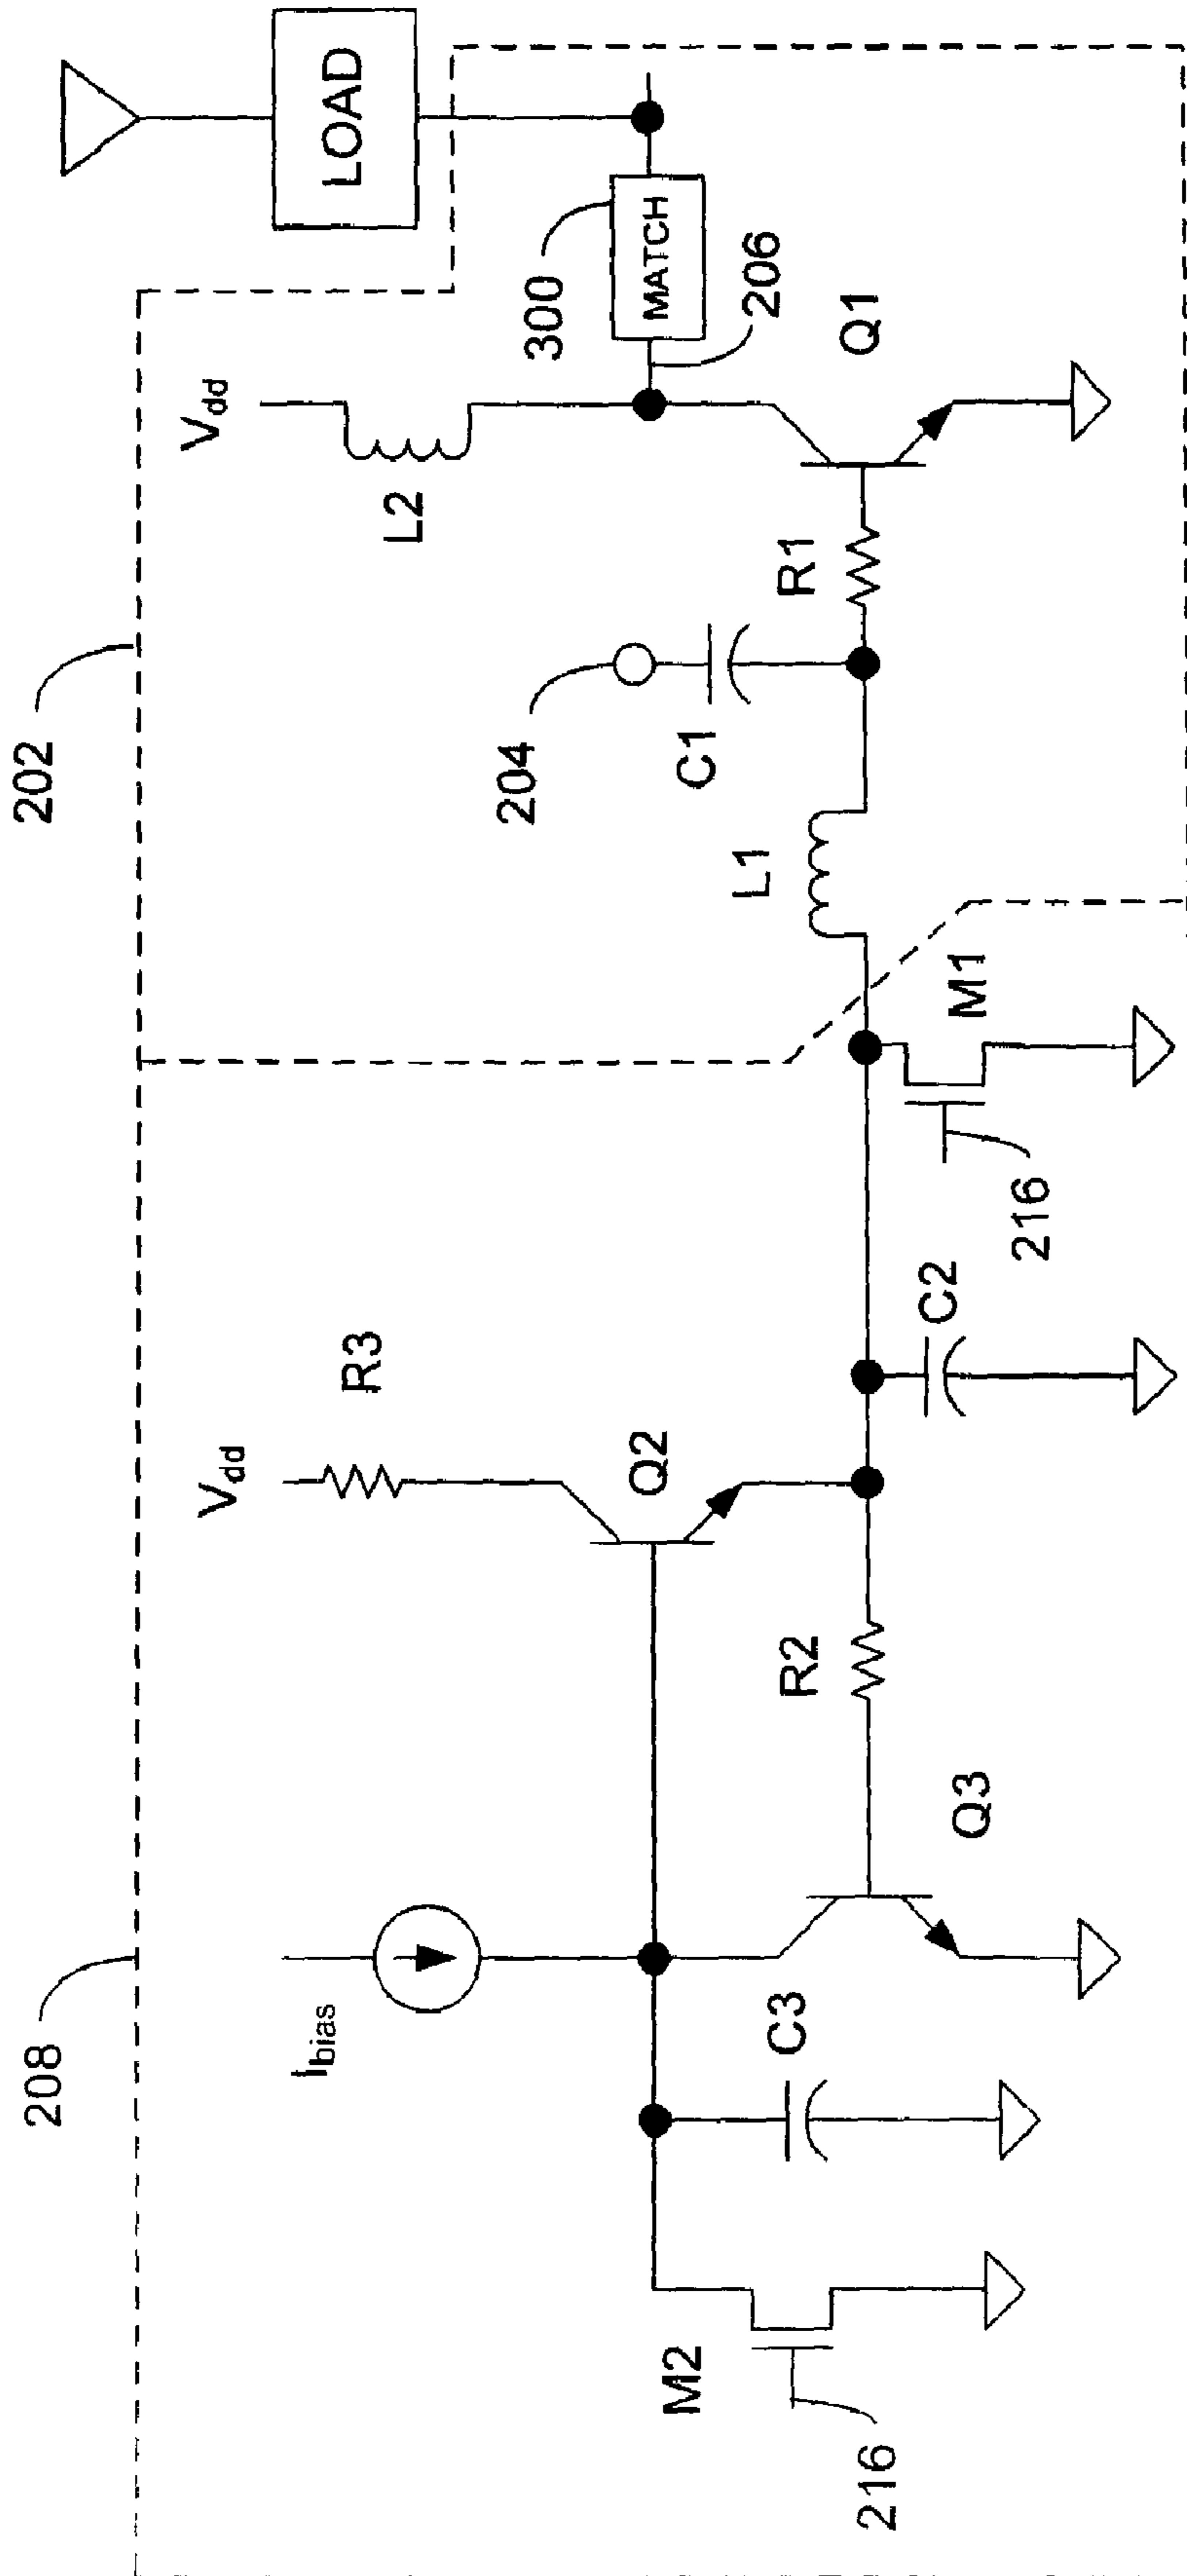 208
202
LOAD
Vdd
Vdd
Ibias
R3
L2
300
MATCH
204
206
Q2
C1
M2
C3
R2
L1
R1
Q1
216
Q3
C2
M1
216